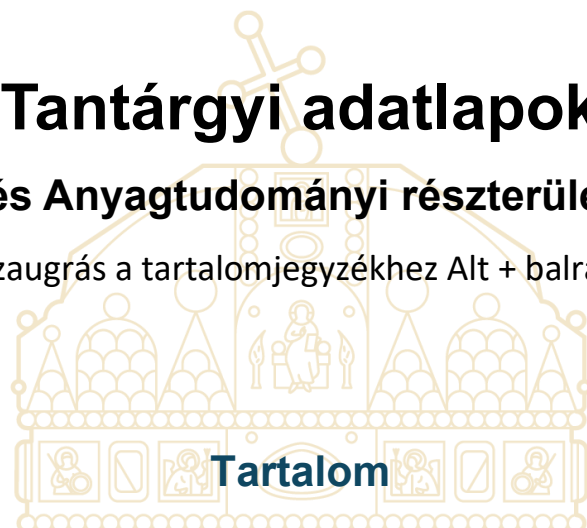 Tantárgyi adatlapok
és Anyagtudományi részterüle
zaugrás a tartalomjegyzékhez Alt + balra
Tartalom